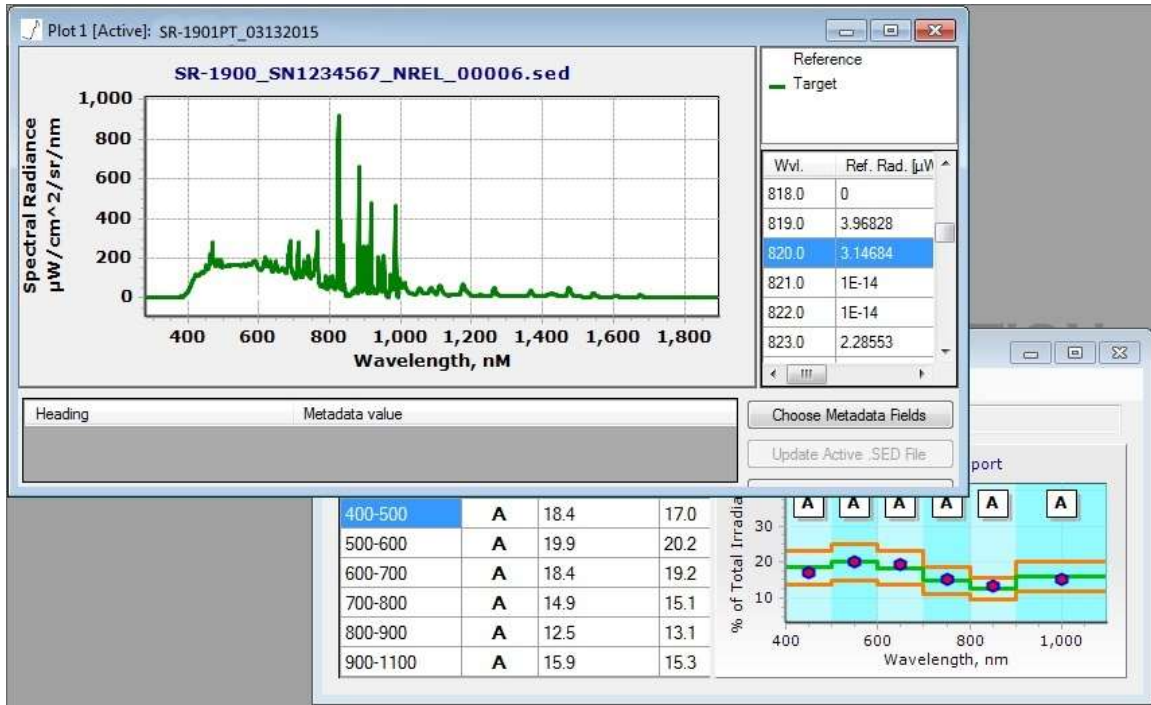 Plot 1 [Active]: SR-1901PT_03132015
SR-1900_SN1234567_NREL_00006.sed
Spectral Radiance
µW/cm^2/sr/nm
1,000
800
600
400
200
0
400 600 800 1,000 1,200 1,400 1,600 1,800
Wavelength, nM
Reference
Target
Wvl. Ref. Rad. [µW
818.0 0
819.0 3.96828
820.0 3.14684
821.0 1E-14
822.0 1E-14
823.0 2.28553
Heading Metadata value
Choose Metadata Fields
Update Active .SED File
port
400-500 A 18.4 17.0
500-600 A 19.9 20.2
600-700 A 18.4 19.2
700-800 A 14.9 15.1
800-900 A 12.5 13.1
900-1100 A 15.9 15.3
% of Total Irradia
30
20
10
A A A A A A
400 600 800 1,000
Wavelength, nm